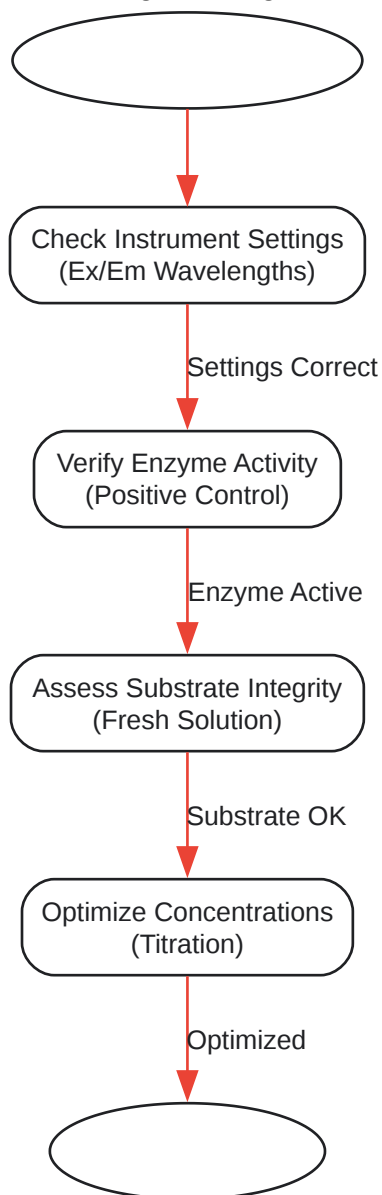 Check Instrument Settings
(Ex/Em Wavelengths)
Settings Correct
Verify Enzyme Activity
(Positive Control)
Enzyme Active
Assess Substrate Integrity
(Fresh Solution)
Substrate OK
Optimize Concentrations
(Titration)
Optimized